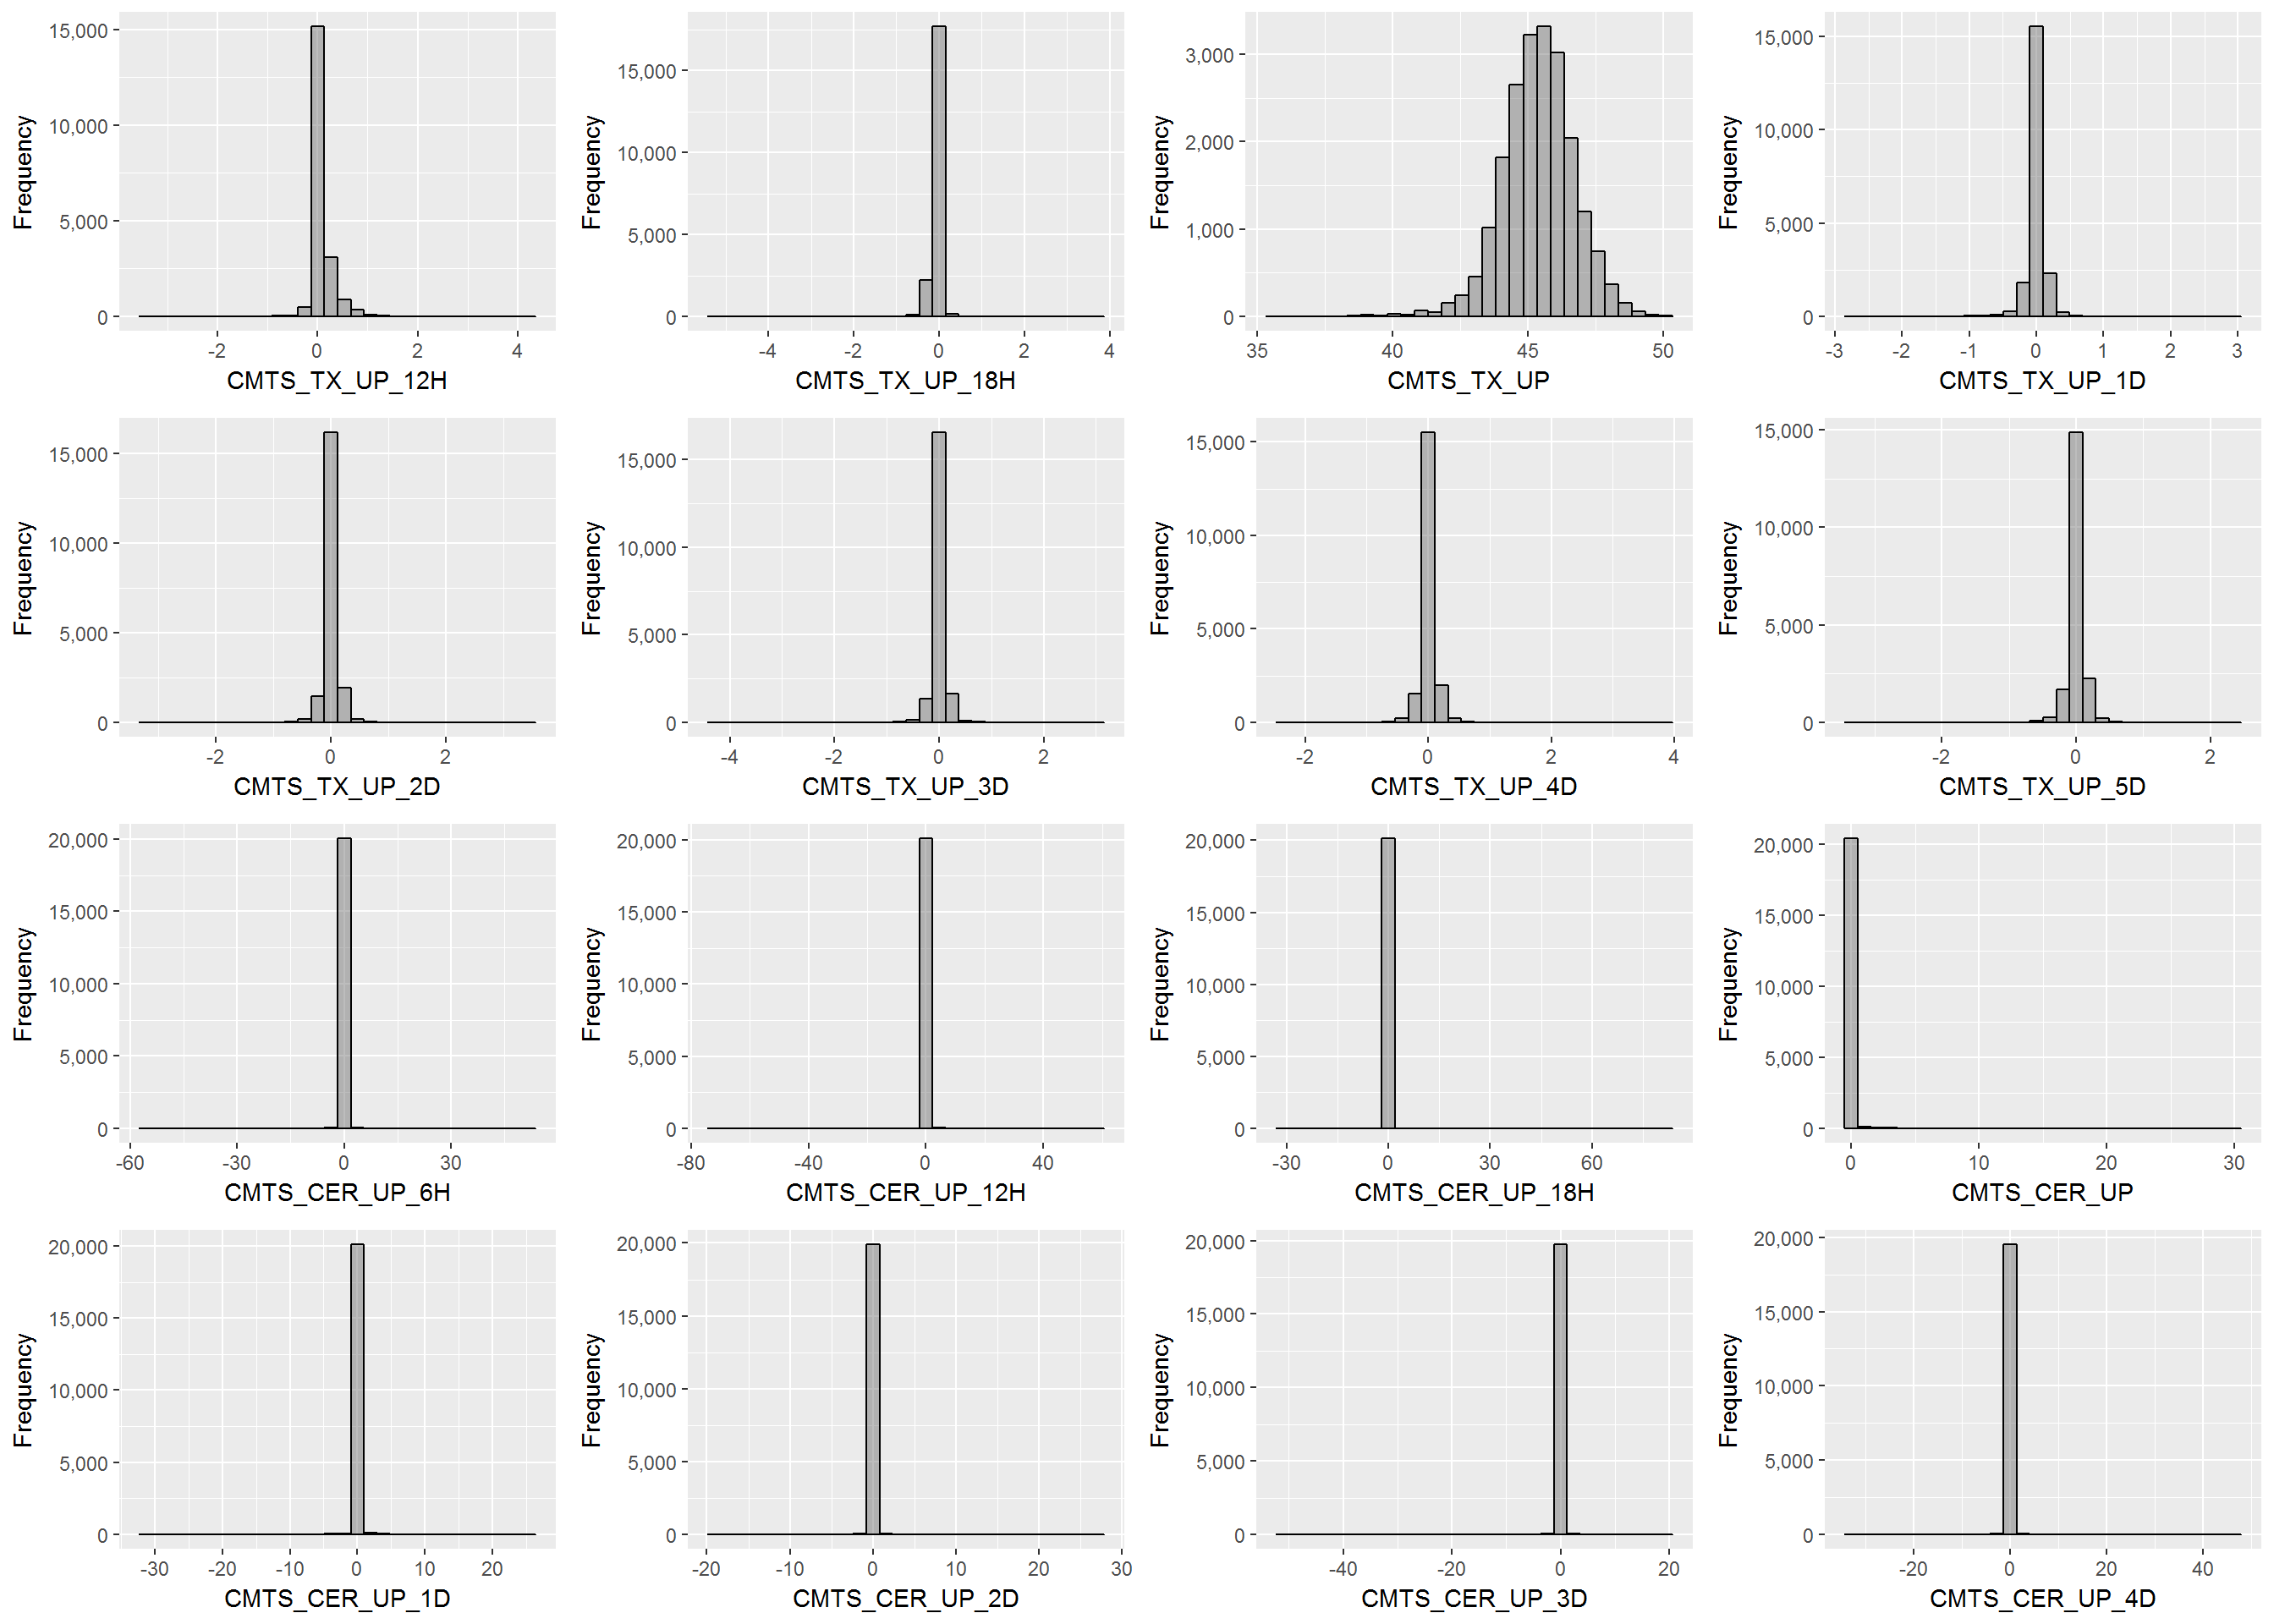 Frequency
15,000
10,000
5,000
0
-2 0 2 4
CMTS_TX_UP_12H
Frequency
15,000
10,000
5,000
0
-4 -2 0 2 4
CMTS_TX_UP_18H
Frequency
3,000
2,000
1,000
0
35 40 45 50
CMTS_TX_UP
Frequency
15,000
10,000
5,000
0
-3 -2 -1 0 1 2 3
CMTS_TX_UP_1D
Frequency
15,000
10,000
5,000
0
-2 0 2
CMTS_TX_UP_2D
Frequency
15,000
10,000
5,000
0
-4 -2 0 2
CMTS_TX_UP_3D
Frequency
15,000
10,000
5,000
0
-2 0 2 4
CMTS_TX_UP_4D
Frequency
15,000
10,000
5,000
0
-2 0 2
CMTS_TX_UP_5D
Frequency
20,000
15,000
10,000
5,000
0
-60 -30 0 30
CMTS_CER_UP_6H
Frequency
20,000
15,000
10,000
5,000
0
-80 -40 0 40
CMTS_CER_UP_12H
Frequency
20,000
15,000
10,000
5,000
0
-30 0 30 60
CMTS_CER_UP_18H
Frequency
20,000
15,000
10,000
5,000
0
0 10 20 30
CMTS_CER_UP
Frequency
20,000
15,000
10,000
5,000
0
-30 -20 -10 0 10 20
CMTS_CER_UP_1D
Frequency
20,000
15,000
10,000
5,000
0
-20 -10 0 10 20 30
CMTS_CER_UP_2D
Frequency
20,000
15,000
10,000
5,000
0
-40 -20 0 20
CMTS_CER_UP_3D
Frequency
20,000
15,000
10,000
5,000
0
-20 0 20 40
CMTS_CER_UP_4D